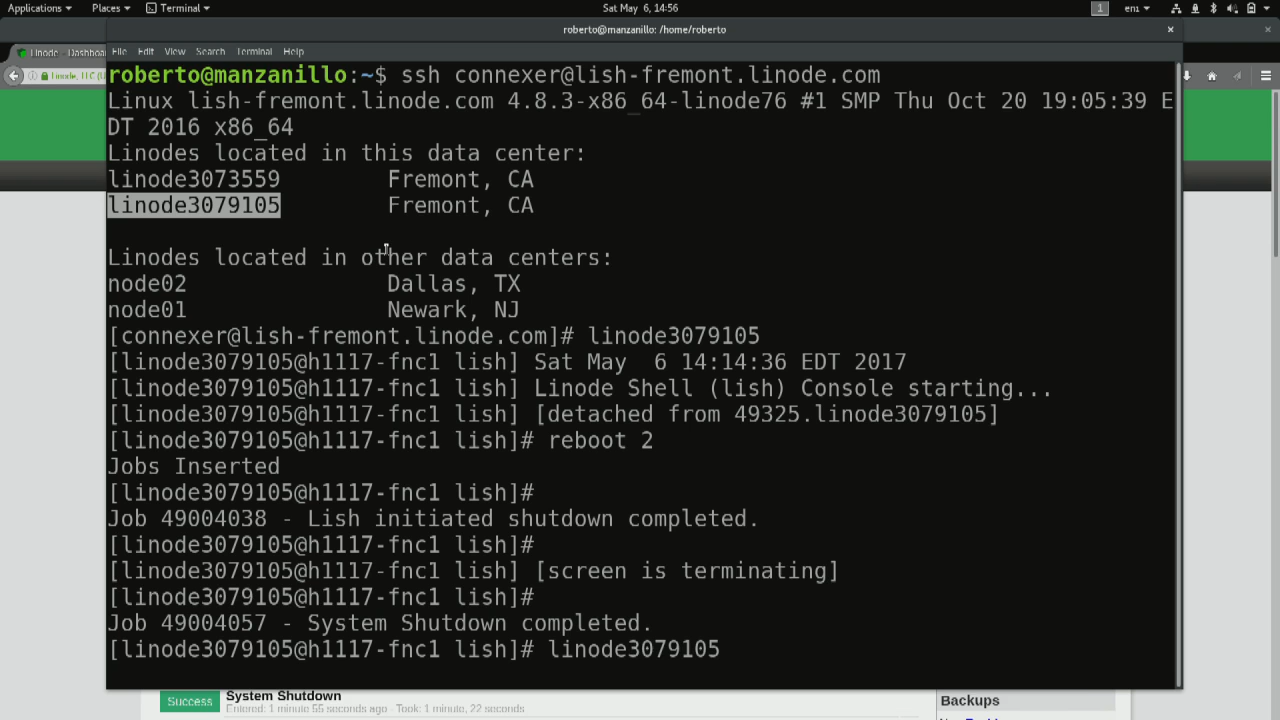 Applications Places Terminal Sat May 6, 14:56 1 en1
roberto@manzanillo: /home/roberto
Linode - Dashboa
File Edit View Search Terminal Help
Linode, LLC (U
roberto@manzanillo:~$ ssh connexer@lish-fremont.linode.com
Linux lish-fremont.linode.com 4.8.3-x86_64-linode76 #1 SMP Thu Oct 20 19:05:39 E
DT 2016 x86_64
Linodes located in this data center:
linode3073559 Fremont, CA
linode3079105 Fremont, CA
Linodes located in other data centers:
node02 Dallas, TX
node01 Newark, NJ
[connexer@lish-fremont.linode.com]# linode3079105
[linode3079105@h1117-fnc1 lish] Sat May  6 14:14:36 EDT 2017
[linode3079105@h1117-fnc1 lish] Linode Shell (lish) Console starting...
[linode3079105@h1117-fnc1 lish] [detached from 49325.linode3079105]
[linode3079105@h1117-fnc1 lish]# reboot 2
Jobs Inserted
[linode3079105@h1117-fnc1 lish]#
Job 49004038 - Lish initiated shutdown completed.
[linode3079105@h1117-fnc1 lish]#
[linode3079105@h1117-fnc1 lish] [screen is terminating]
[linode3079105@h1117-fnc1 lish]#
Job 49004057 - System Shutdown completed.
[linode3079105@h1117-fnc1 lish]# linode3079105
Success System Shutdown
Entered: 1 minute 55 seconds ago - Took: 1 minute, 22 seconds
Backups